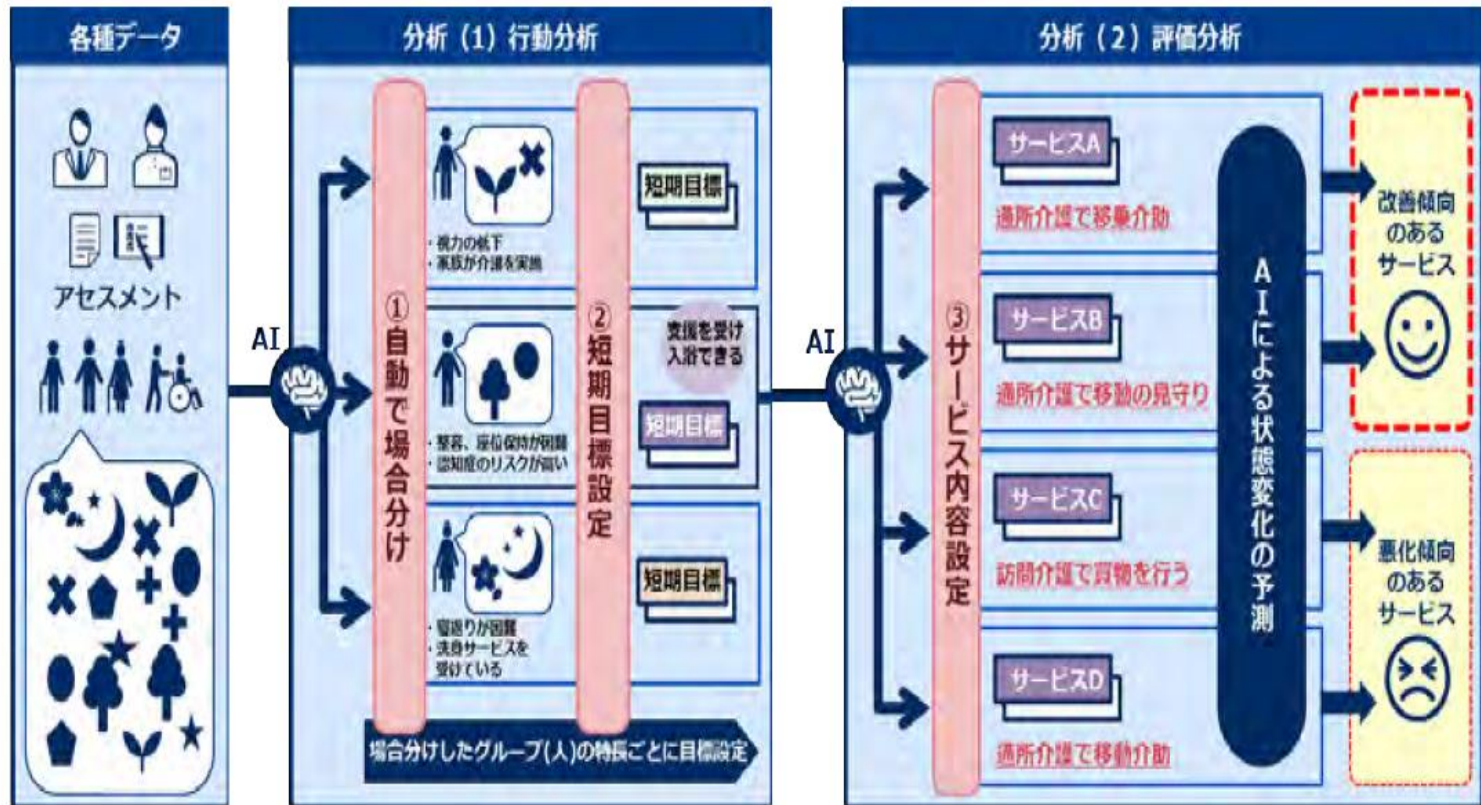 各種データ
アセスメント
AI
分析（1）行動分析
①自動で場合分け
・視力の低下
・家族が介護を実施
・整容、座位保持が困難
・認知症のリスクが高い
・寝返りが困難
・洗身サービスを
受けている
②短期目標設定
短期目標
支援を受け
入浴できる
短期目標
短期目標
場合分けしたグループ(人)の特長ごとに目標設定
AI
分析（2）評価分析
③サービス内容設定
サービスA
通所介護で移乗介助
サービスB
通所介護で移動の見守り
サービスC
訪問介護で買物を行う
サービスD
通所介護で移動介助
AIによる状態変化の予測
改善傾向
のある
サービス
悪化傾向
のある
サービス